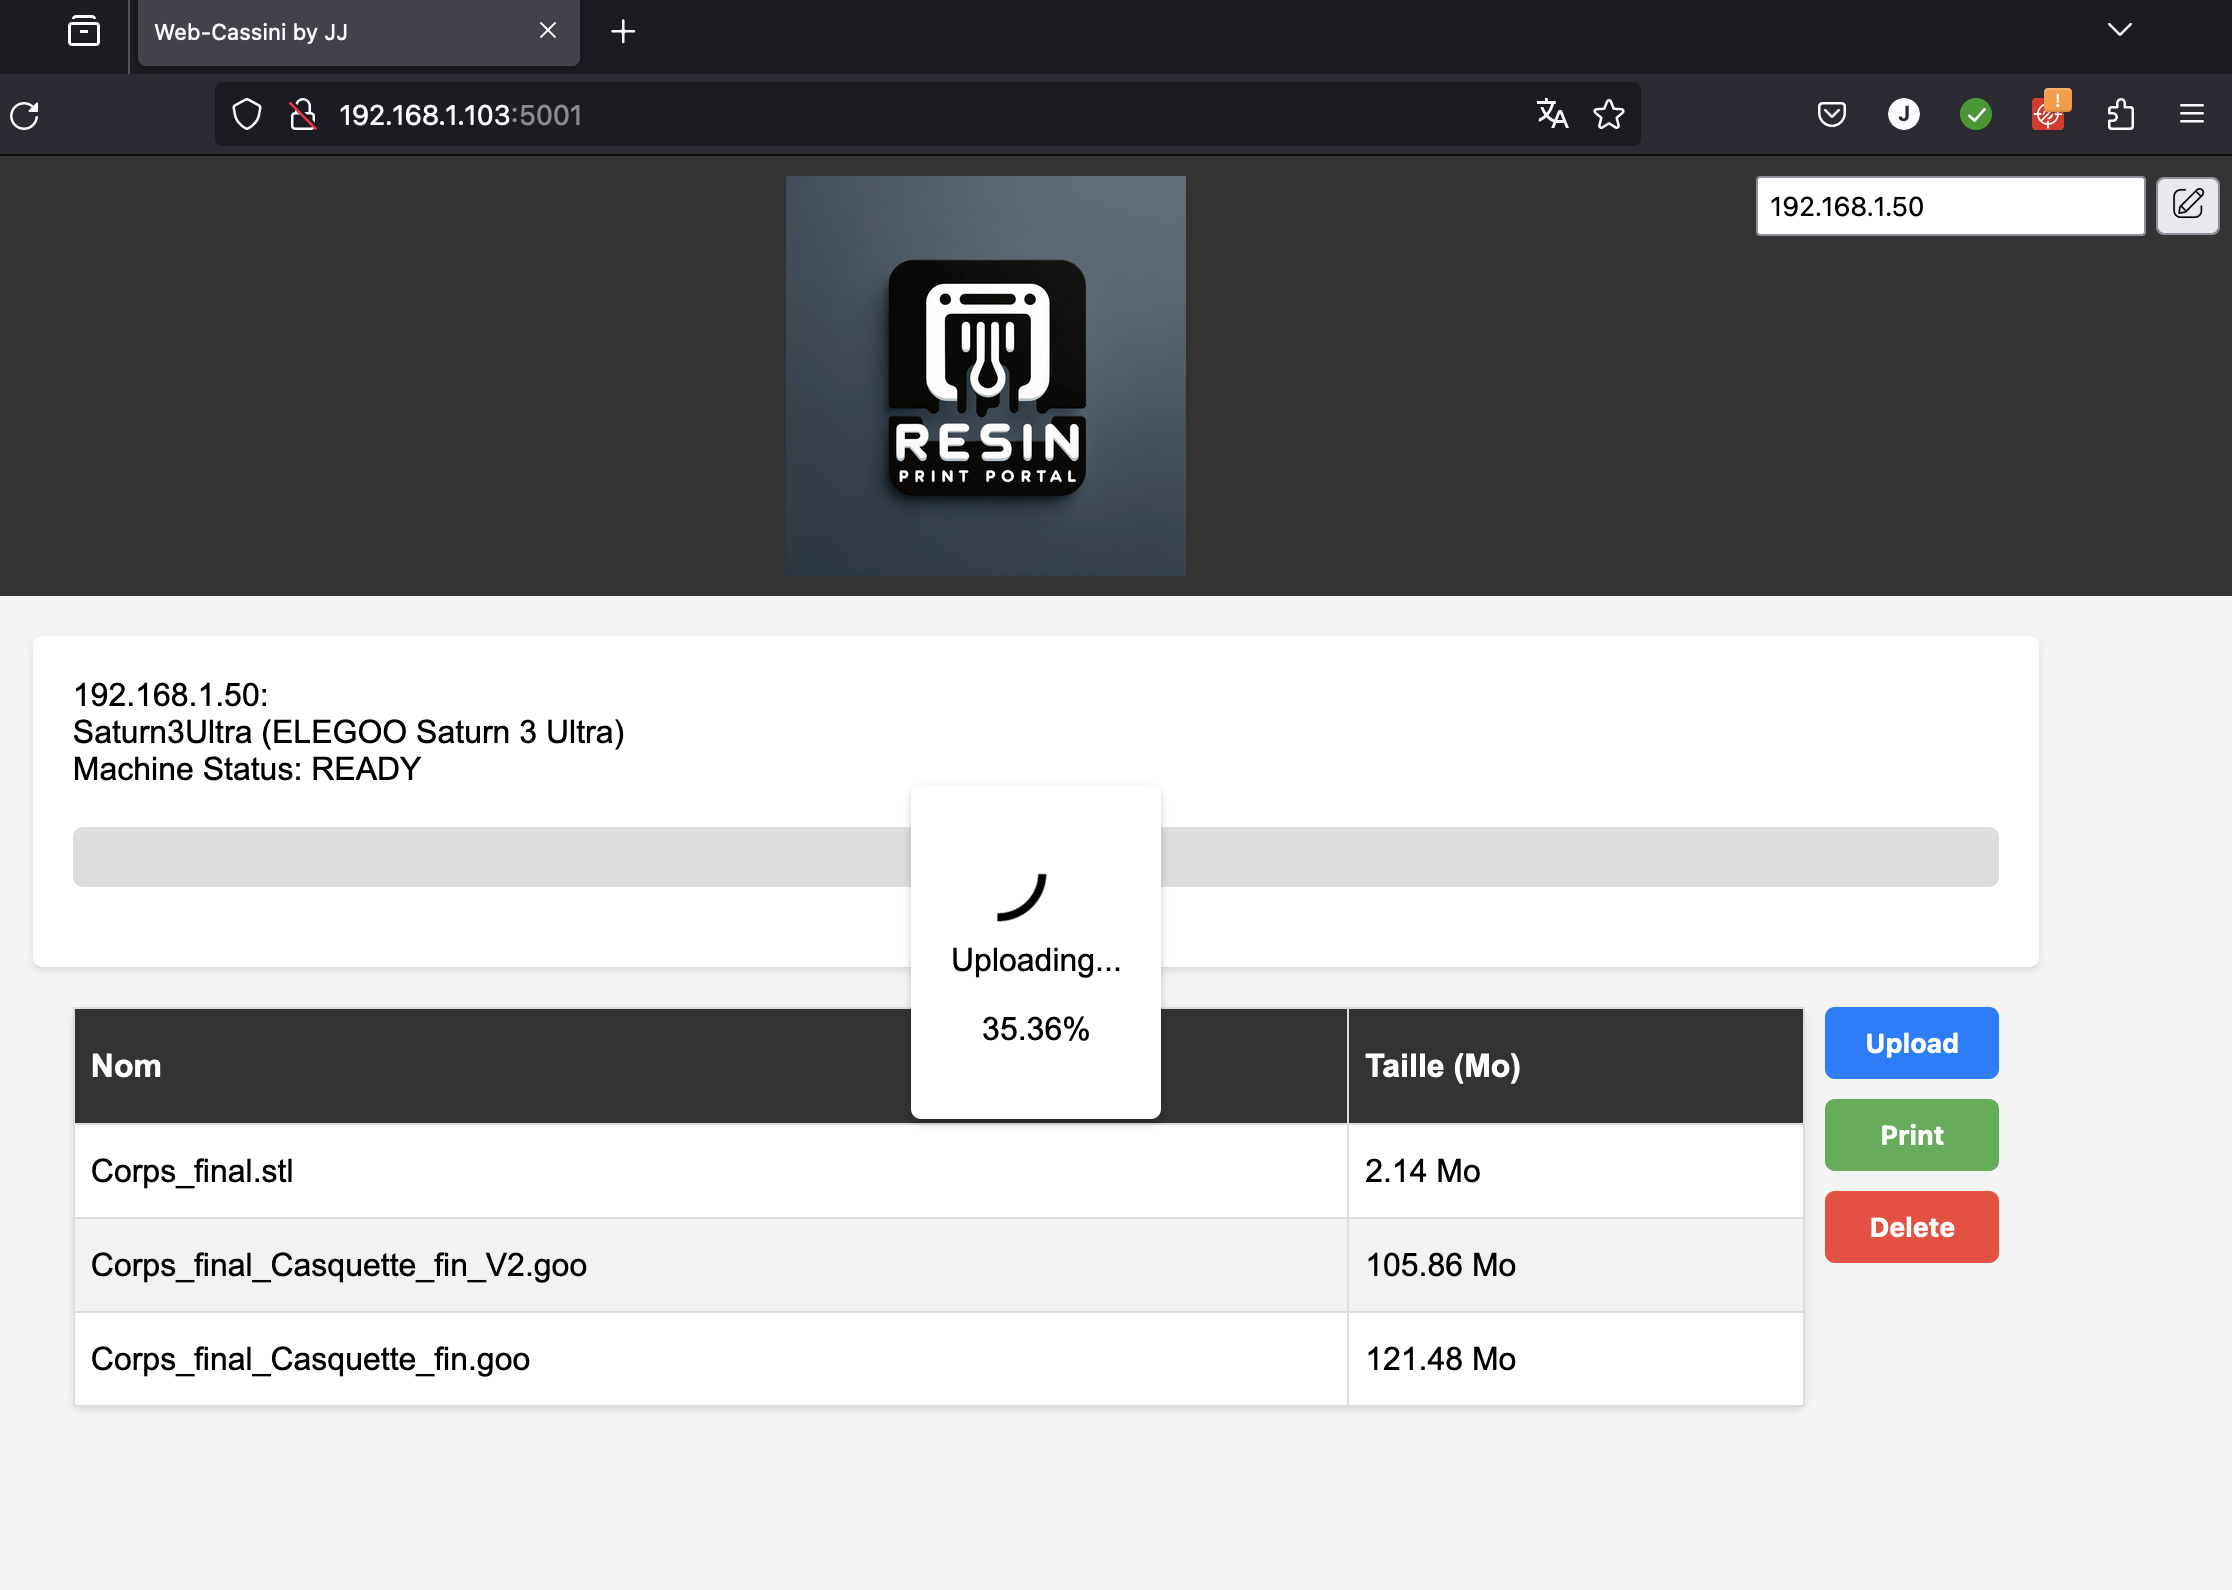 Web-Cassini by JJ
192.168.1.103:5001
J
!
192.168.1.50
RESIN
PRINT PORTAL
192.168.1.50:
Saturn3Ultra (ELEGOO Saturn 3 Ultra)
Machine Status: READY
Uploading...
35.36%
Nom
Taille (Mo)
Upload
Print
Delete
Corps_final.stl
2.14 Mo
Corps_final_Casquette_fin_V2.goo
105.86 Mo
Corps_final_Casquette_fin.goo
121.48 Mo